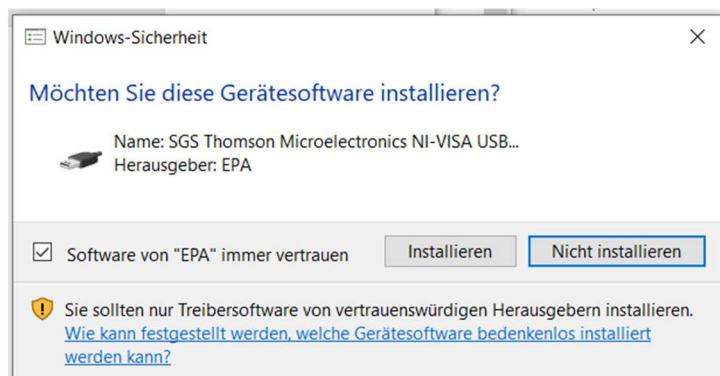 Windows-Sicherheit
Möchten Sie diese Gerätesoftware installieren?
Name: SGS Thomson Microelectronics NI-VISA USB...
Herausgeber: EPA
Software von "EPA" immer vertrauen
Installieren
Nicht installieren
Sie sollten nur Treibersoftware von vertrauenswürdigen Herausgebern installieren.
Wie kann festgestellt werden, welche Gerätesoftware bedenkenlos installiert
werden kann?